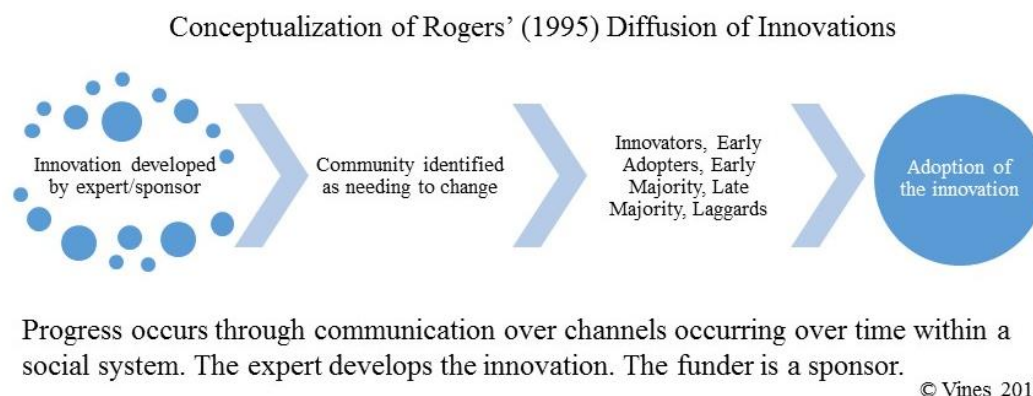 Conceptualization of Rogers' (1995) Diffusion of Innovations
Innovation developed
by expert/sponsor
Community identified
as needing to change
Innovators, Early
Adopters, Early
Majority, Late
Majority, Laggards
Adoption of
the innovation
Progress occurs through communication over channels occurring over time within a
social system. The expert develops the innovation. The funder is a sponsor.
© Vines 201